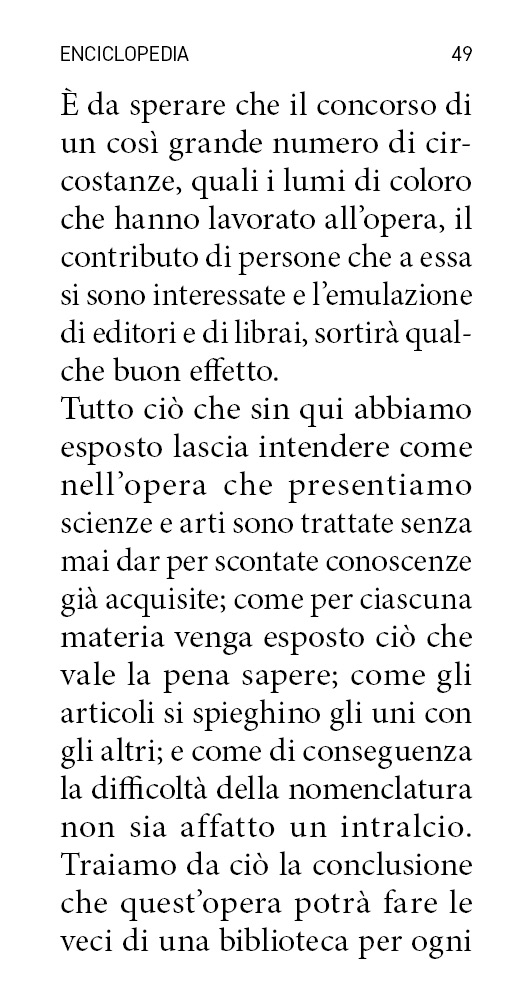 ENCICLOPEDIA 49
È da sperare che il concorso di
un così grande numero di cir-
costanze, quali i lumi di coloro
che hanno lavorato all’opera, il
contributo di persone che a essa
si sono interessate e l’emulazione
di editori e di librai, sortirà qual-
che buon effetto.
Tutto ciò che sin qui abbiamo
esposto lascia intendere come
nell’opera che presentiamo
scienze e arti sono trattate senza
mai dar per scontate conoscenze
già acquisite; come per ciascuna
materia venga esposto ciò che
vale la pena sapere; come gli
articoli si spieghino gli uni con
gli altri; e come di conseguenza
la difficoltà della nomenclatura
non sia affatto un intralcio.
Traiamo da ciò la conclusione
che quest’opera potrà fare le
veci di una biblioteca per ogni